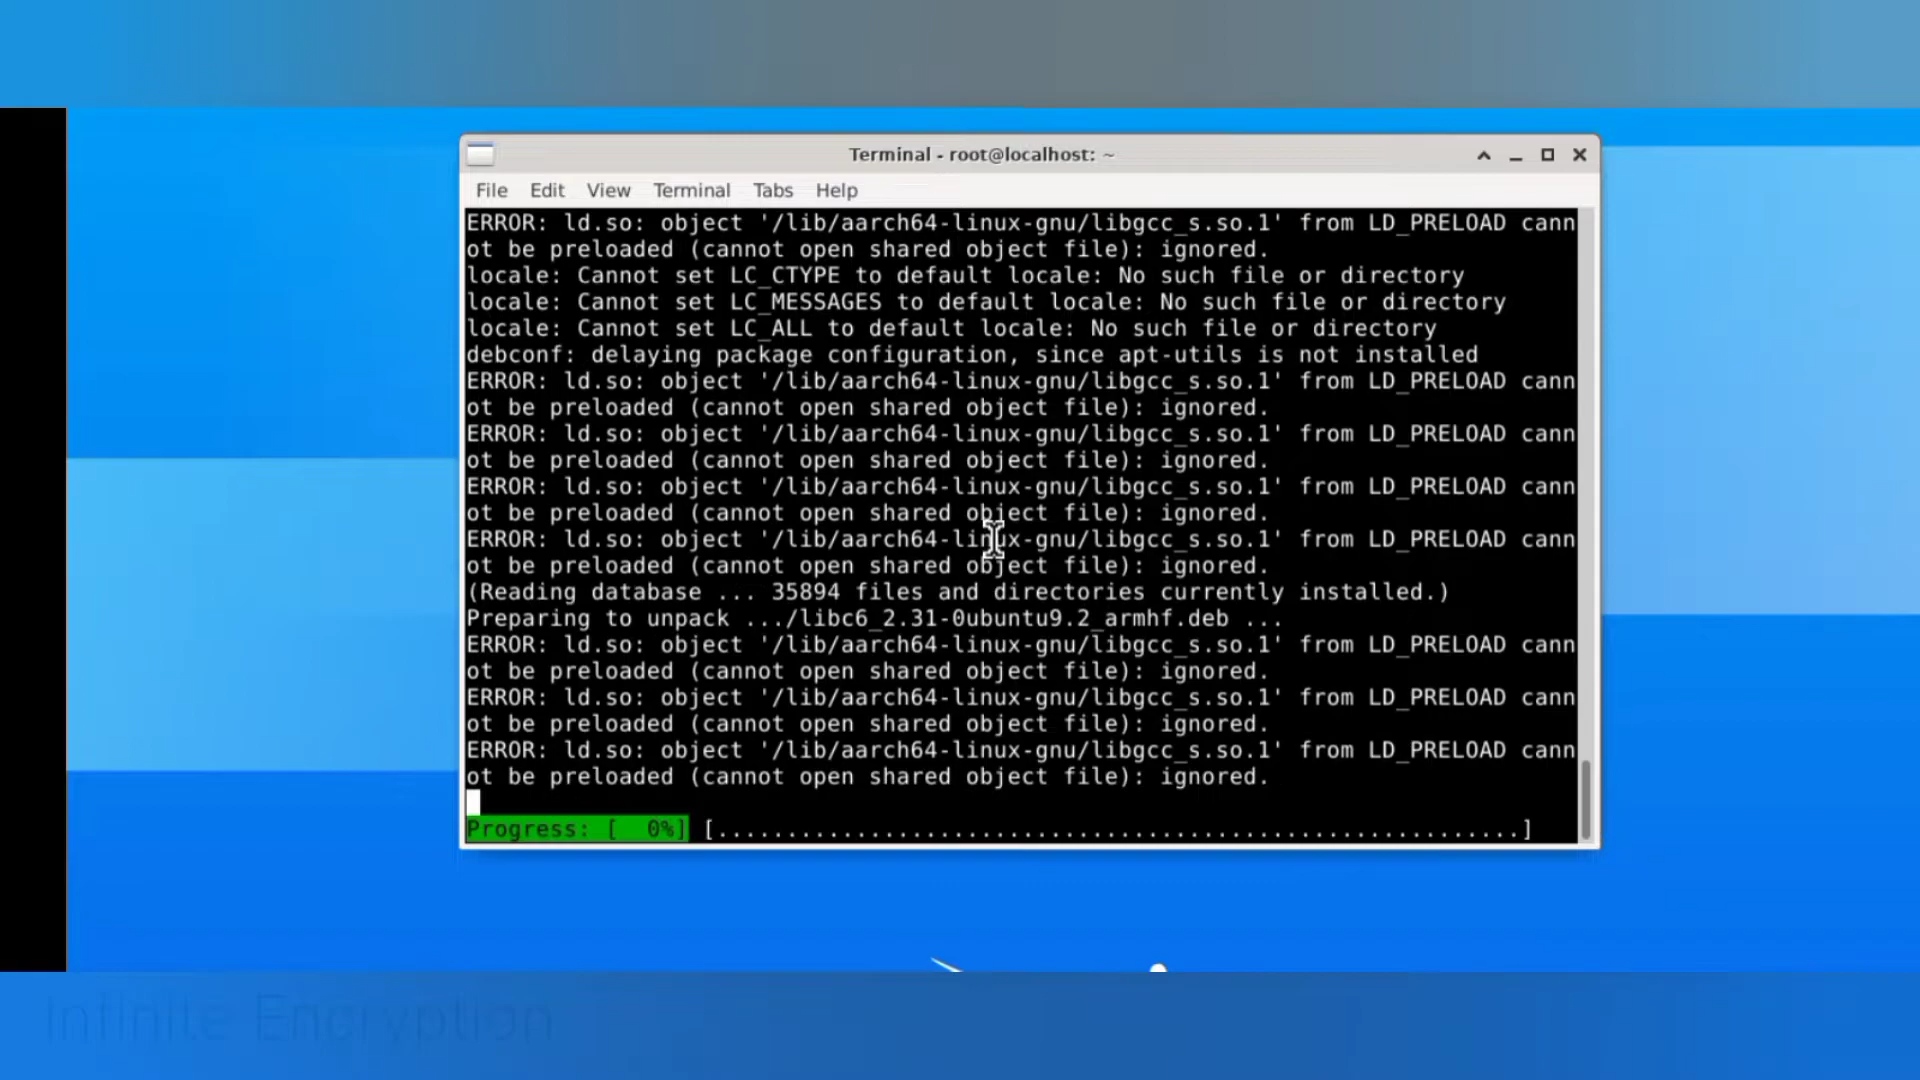 Terminal - root@localhost: ~
File Edit View Terminal Tabs Help
ERROR: ld.so: object '/lib/aarch64-linux-gnu/libgcc_s.so.1' from LD_PRELOAD cann
ot be preloaded (cannot open shared object file): ignored.
locale: Cannot set LC_CTYPE to default locale: No such file or directory
locale: Cannot set LC_MESSAGES to default locale: No such file or directory
locale: Cannot set LC_ALL to default locale: No such file or directory
debconf: delaying package configuration, since apt-utils is not installed
ERROR: ld.so: object '/lib/aarch64-linux-gnu/libgcc_s.so.1' from LD_PRELOAD cann
ot be preloaded (cannot open shared object file): ignored.
ERROR: ld.so: object '/lib/aarch64-linux-gnu/libgcc_s.so.1' from LD_PRELOAD cann
ot be preloaded (cannot open shared object file): ignored.
ERROR: ld.so: object '/lib/aarch64-linux-gnu/libgcc_s.so.1' from LD_PRELOAD cann
ot be preloaded (cannot open shared object file): ignored.
ERROR: ld.so: object '/lib/aarch64-linux-gnu/libgcc_s.so.1' from LD_PRELOAD cann
ot be preloaded (cannot open shared object file): ignored.
(Reading database ... 35894 files and directories currently installed.)
Preparing to unpack .../libc6_2.31-0ubuntu9.2_armhf.deb ...
ERROR: ld.so: object '/lib/aarch64-linux-gnu/libgcc_s.so.1' from LD_PRELOAD cann
ot be preloaded (cannot open shared object file): ignored.
ERROR: ld.so: object '/lib/aarch64-linux-gnu/libgcc_s.so.1' from LD_PRELOAD cann
ot be preloaded (cannot open shared object file): ignored.
ERROR: ld.so: object '/lib/aarch64-linux-gnu/libgcc_s.so.1' from LD_PRELOAD cann
ot be preloaded (cannot open shared object file): ignored.
Progress: [  0%] [..........................................................]
Infinite Encryption